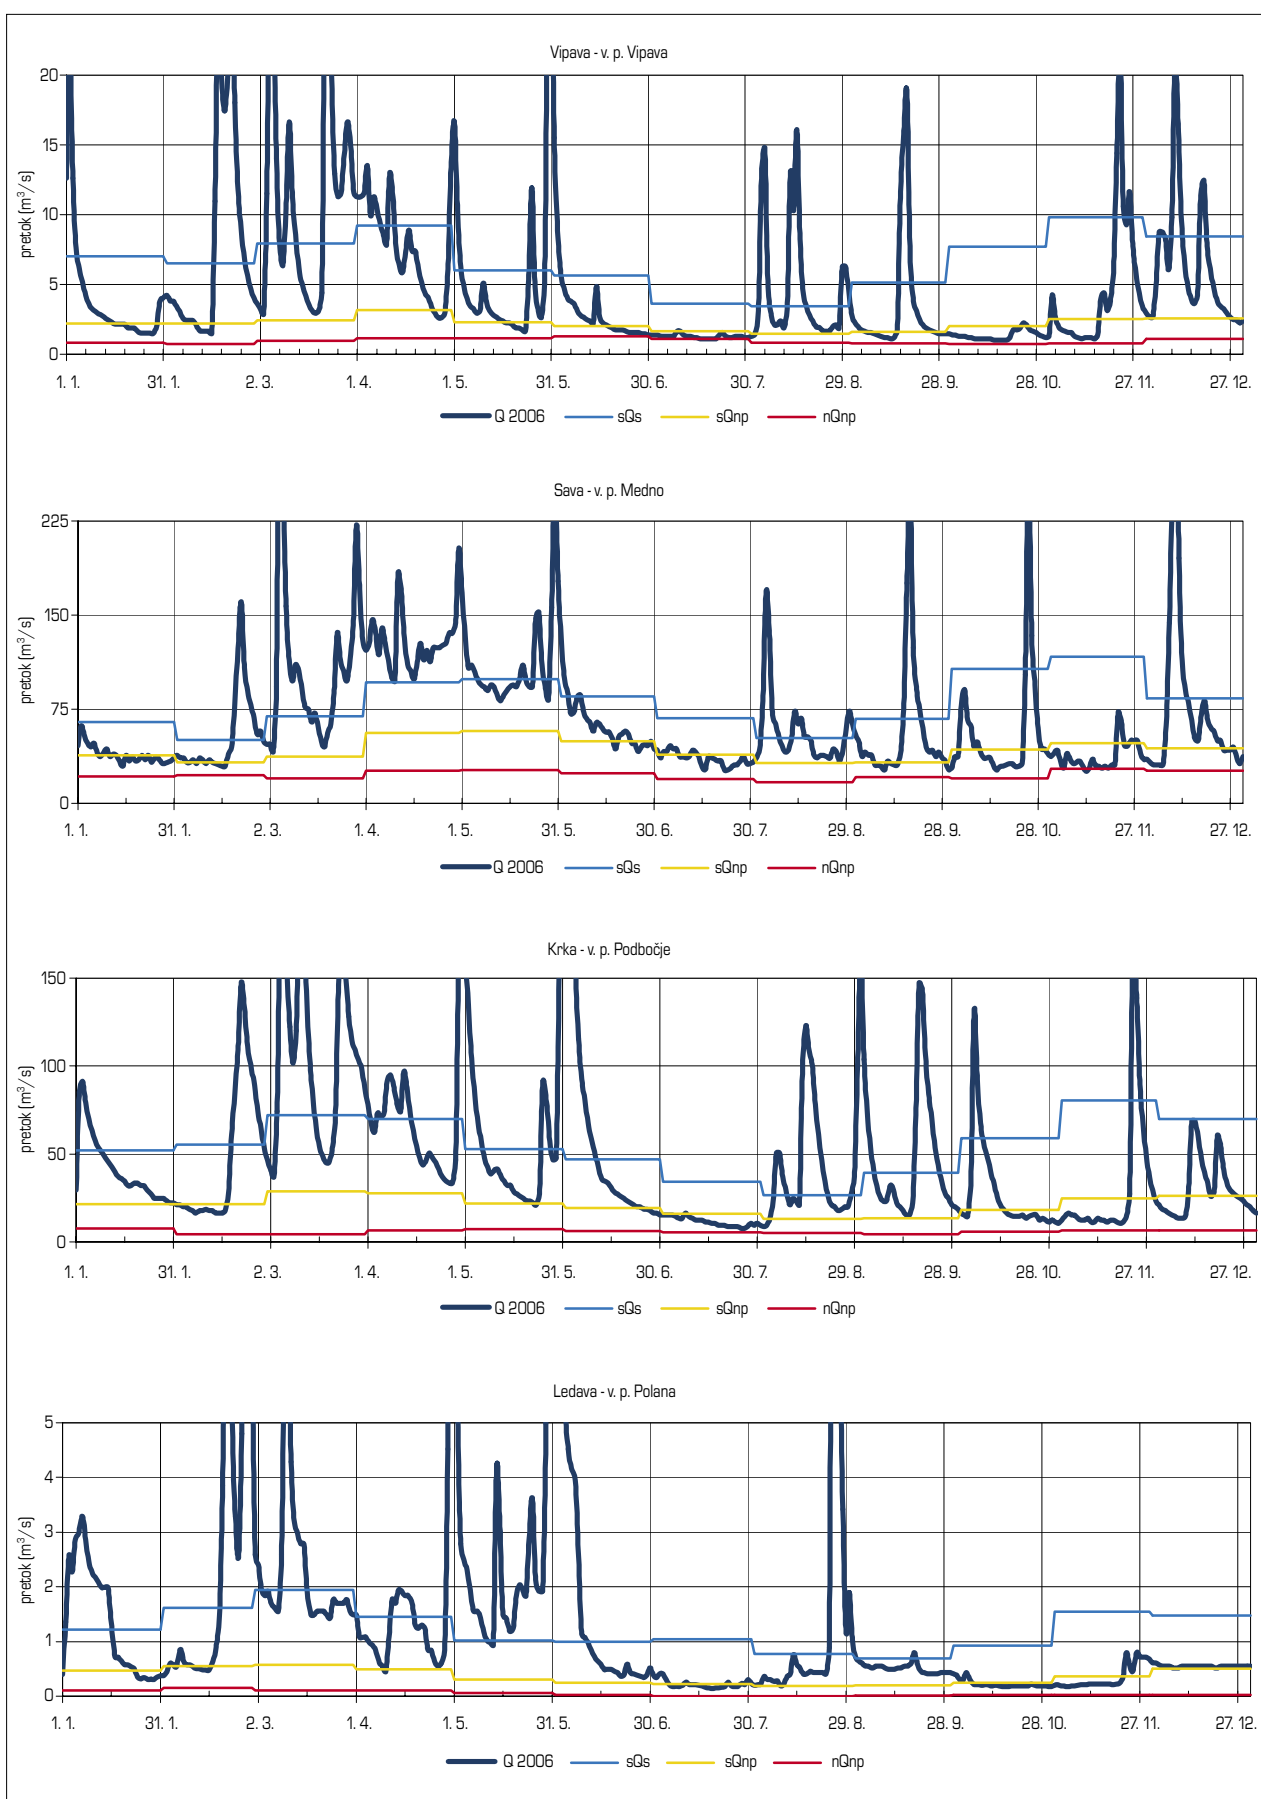 Vipava - v. p. Vipava
pretok (m³/s)
20
15
10
5
0
1. 1. 31. 1. 2. 3. 1. 4. 1. 5. 31. 5. 30. 6. 30. 7. 29. 8. 28. 9. 28. 10. 27. 11. 27. 12.
Q 2006 sQs sQnp nQnp
Sava - v. p. Medno
pretok (m³/s)
225
150
75
0
1. 1. 31. 1. 2. 3. 1. 4. 1. 5. 31. 5. 30. 6. 30. 7. 29. 8. 28. 9. 28. 10. 27. 11. 27. 12.
Q 2006 sQs sQnp nQnp
Krka - v. p. Podbočje
pretok (m³/s)
150
100
50
0
1. 1. 31. 1. 2. 3. 1. 4. 1. 5. 31. 5. 30. 6. 30. 7. 29. 8. 28. 9. 28. 10. 27. 11. 27. 12.
Q 2006 sQs sQnp nQnp
Ledava - v. p. Polana
pretok (m³/s)
5
4
3
2
1
0
1. 1. 31. 1. 2. 3. 1. 4. 1. 5. 31. 5. 30. 6. 30. 7. 29. 8. 28. 9. 28. 10. 27. 11. 27. 12.
Q 2006 sQs sQnp nQnp